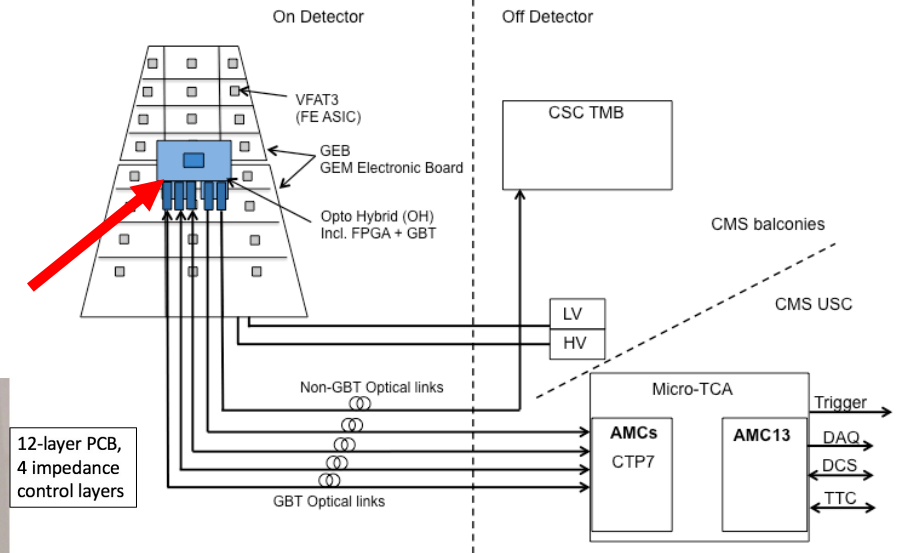 On Detector
Off Detector
VFAT3
(FE ASIC)
GEB
GEM Electronic Board
Opto Hybrid (OH)
Incl. FPGA + GBT
CSC TMB
CMS balconies
CMS USC
LV
HV
Non-GBT Optical links
GBT Optical links
12-layer PCB,
4 impedance
control layers
Micro-TCA
AMCs
CTP7
AMC13
Trigger
DAQ
DCS
TTC